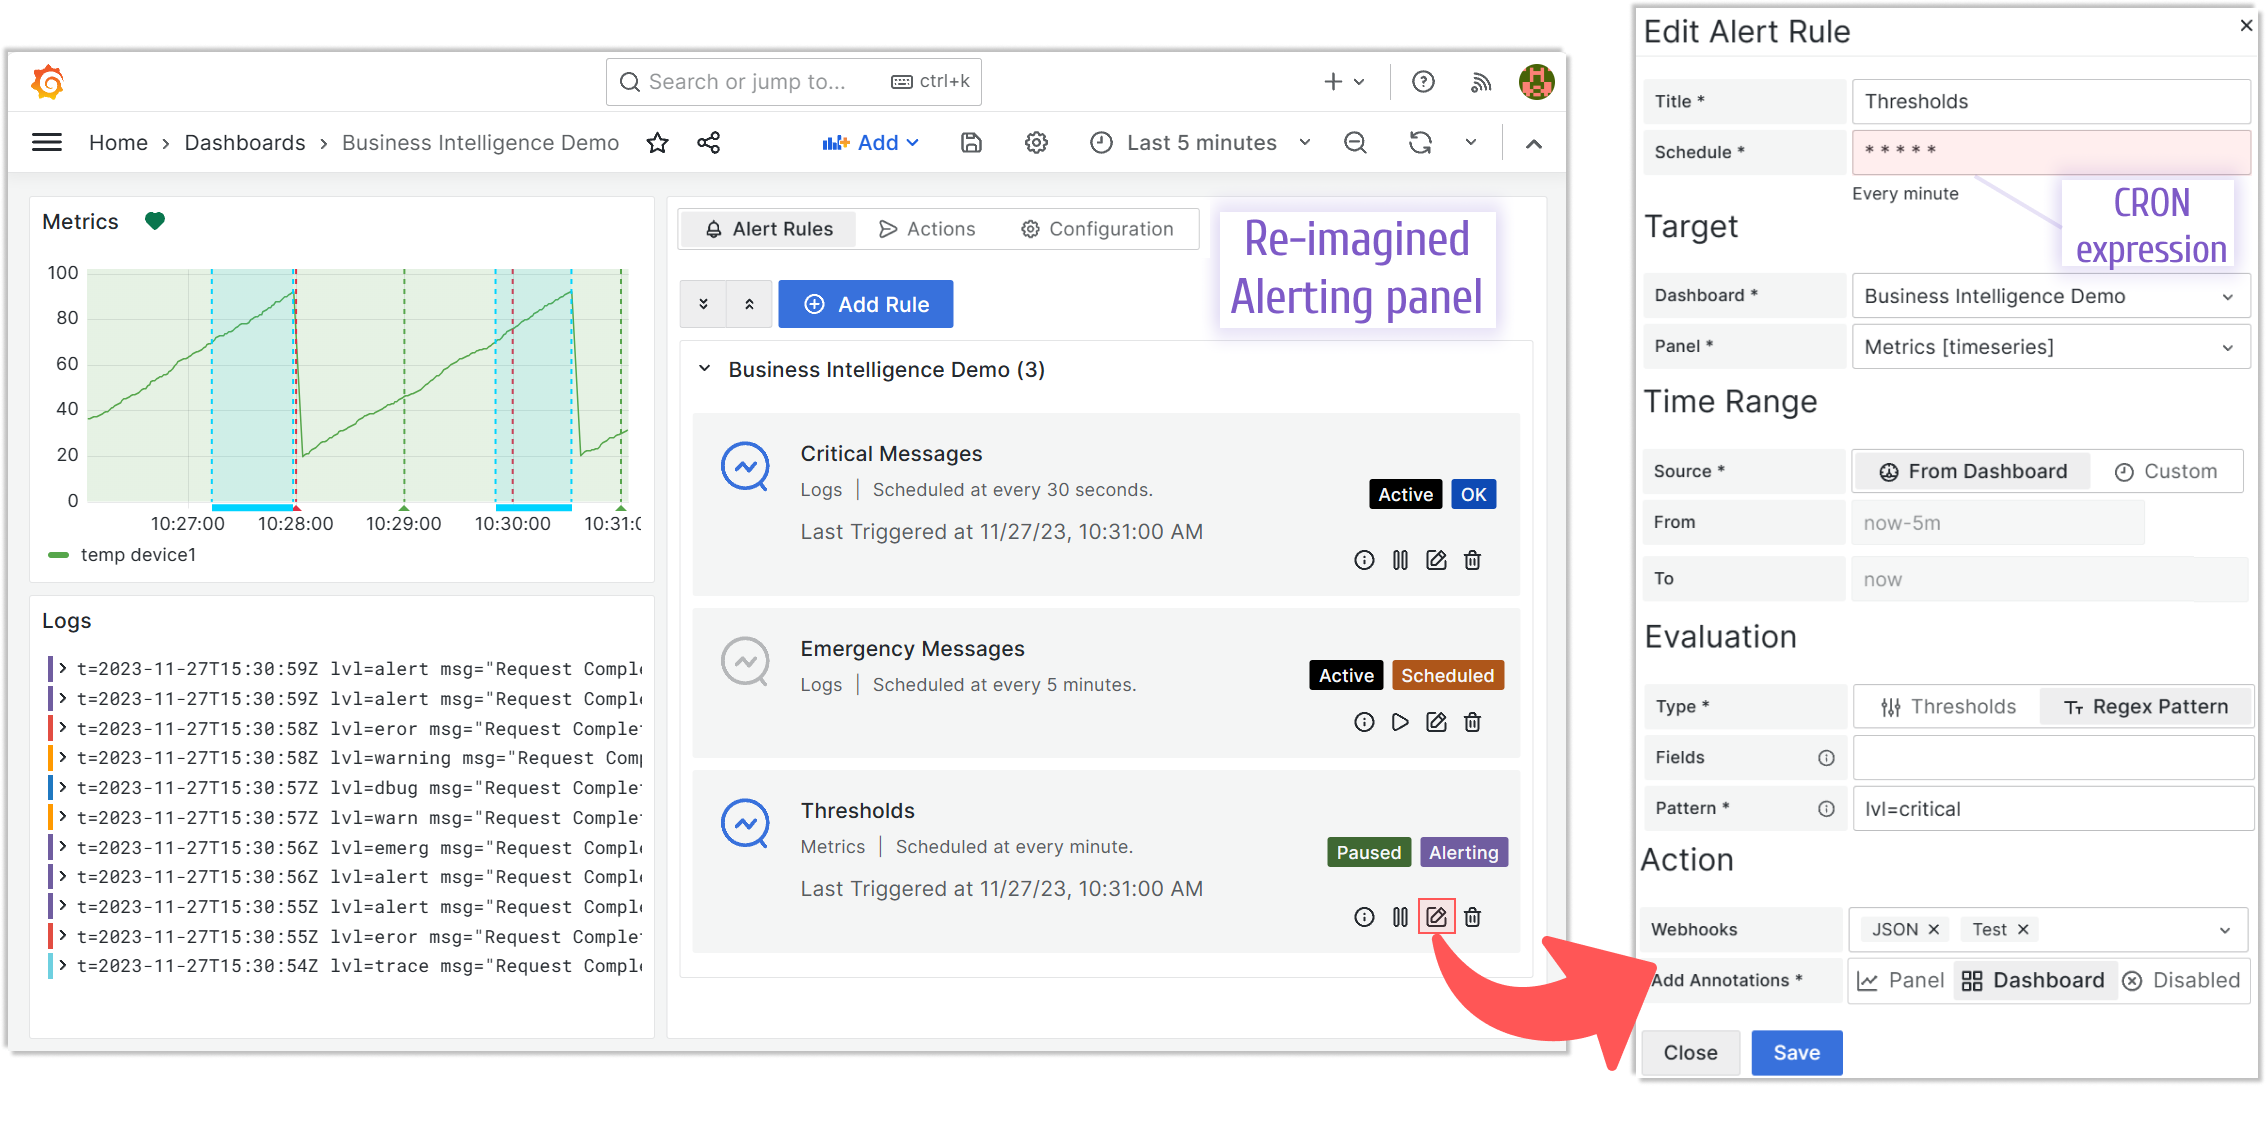 Search or jump to... ctrl+k
Home › Dashboards › Business Intelligence Demo Add Last 5 minutes
Metrics
100
80
60
40
20
0
10:27:00 10:28:00 10:29:00 10:30:00 10:31:0
temp device1
Logs
t=2023-11-27T15:30:59Z lvl=alert msg="Request Comple
t=2023-11-27T15:30:59Z lvl=alert msg="Request Comple
t=2023-11-27T15:30:58Z lvl=eror msg="Request Complet
t=2023-11-27T15:30:58Z lvl=warning msg="Request Comp
t=2023-11-27T15:30:57Z lvl=dbug msg="Request Complet
t=2023-11-27T15:30:57Z lvl=warn msg="Request Complet
t=2023-11-27T15:30:56Z lvl=emerg msg="Request Comple
t=2023-11-27T15:30:56Z lvl=alert msg="Request Comple
t=2023-11-27T15:30:55Z lvl=alert msg="Request Comple
t=2023-11-27T15:30:55Z lvl=eror msg="Request Complet
t=2023-11-27T15:30:54Z lvl=trace msg="Request Comple
Alert Rules Actions Configuration
Re-imagined
Alerting panel
Add Rule
Business Intelligence Demo (3)
Critical Messages
Logs | Scheduled at every 30 seconds.
Active OK
Last Triggered at 11/27/23, 10:31:00 AM
Emergency Messages
Logs | Scheduled at every 5 minutes.
Active Scheduled
Thresholds
Metrics | Scheduled at every minute.
Paused Alerting
Last Triggered at 11/27/23, 10:31:00 AM
Edit Alert Rule
Title * Thresholds
Schedule * * * * * *
Every minute
CRON
expression
Target
Dashboard * Business Intelligence Demo
Panel * Metrics [timeseries]
Time Range
Source * From Dashboard Custom
From now-5m
To now
Evaluation
Type * Thresholds Regex Pattern
Fields
Pattern * lvl=critical
Action
Webhooks JSON × Test ×
Add Annotations * Panel Dashboard Disabled
Close Save